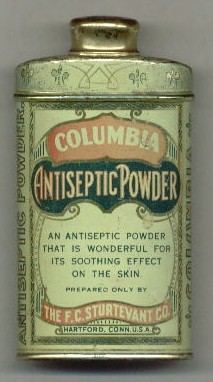 COLUMBIA
ANTISEPTIC POWDER
AN ANTISEPTIC POWDER
THAT IS WONDERFUL FOR
ITS SOOTHING EFFECT
ON THE SKIN.
PREPARED ONLY BY
THE F.C. STURTEVANT CO.
HARTFORD, CONN. U.S.A.
ANTISEPTIC POWDER.
COLUMBIA